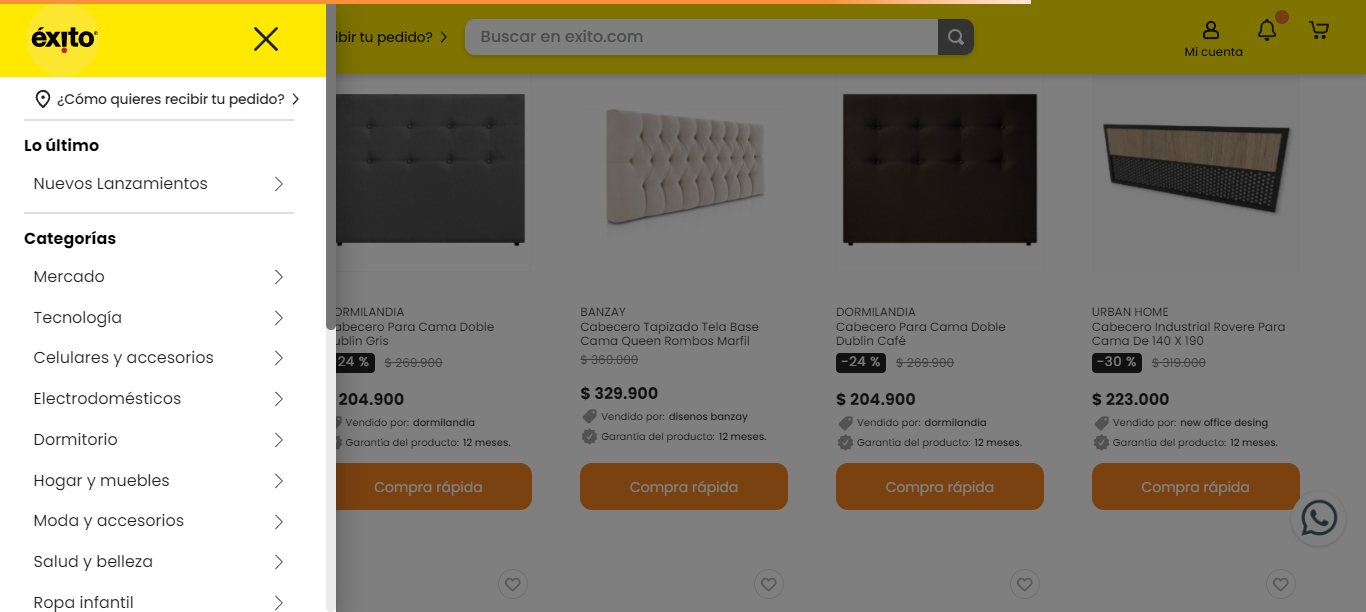 éxito
¿Cómo quieres recibir tu pedido?
Lo último
Nuevos Lanzamientos
Categorías
Mercado
Tecnología
Celulares y accesorios
Electrodomésticos
Dormitorio
Hogar y muebles
Moda y accesorios
Salud y belleza
Ropa infantil
ibir tu pedido?
Buscar en exito.com
Mi cuenta
ORMILANDIA
abecero Para Cama Doble
ublin Gris
24 % $ 269.900
204.900
Vendido por: dormilandia
Garantía del producto: 12 meses.
Compra rápida
BANZAY
Cabecero Tapizado Tela Base
Cama Queen Rombos Marfil
$ 360.000
$ 329.900
Vendido por: disenos banzay
Garantía del producto: 12 meses.
Compra rápida
DORMILANDIA
Cabecero Para Cama Doble
Dublin Café
-24 % $ 269.900
$ 204.900
Vendido por: dormilandia
Garantía del producto: 12 meses.
Compra rápida
URBAN HOME
Cabecero Industrial Rovere Para
Cama De 140 X 190
-30 % $ 319.000
$ 223.000
Vendido por: new office desing
Garantía del producto: 12 meses.
Compra rápida